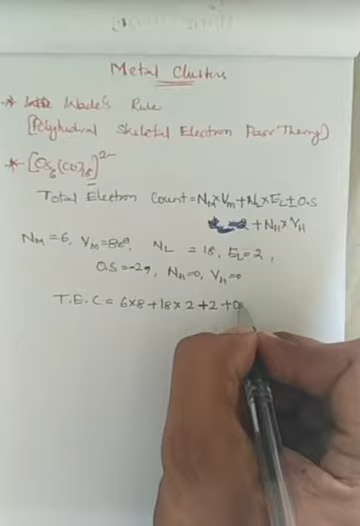 Metal Clusters
* Wade's Rule
[Polyhedral Skeletal Electron Pair Theory)
* [Os6(CO)18]2-
Total Electron Count = NM×VM+NL×EL±O.S
+ NH×VH
NM=6, VM=8e, NL = 18, EL=2,
O.S=-2, NH=0, VH=0
T.E.C = 6×8+18×2+2+0